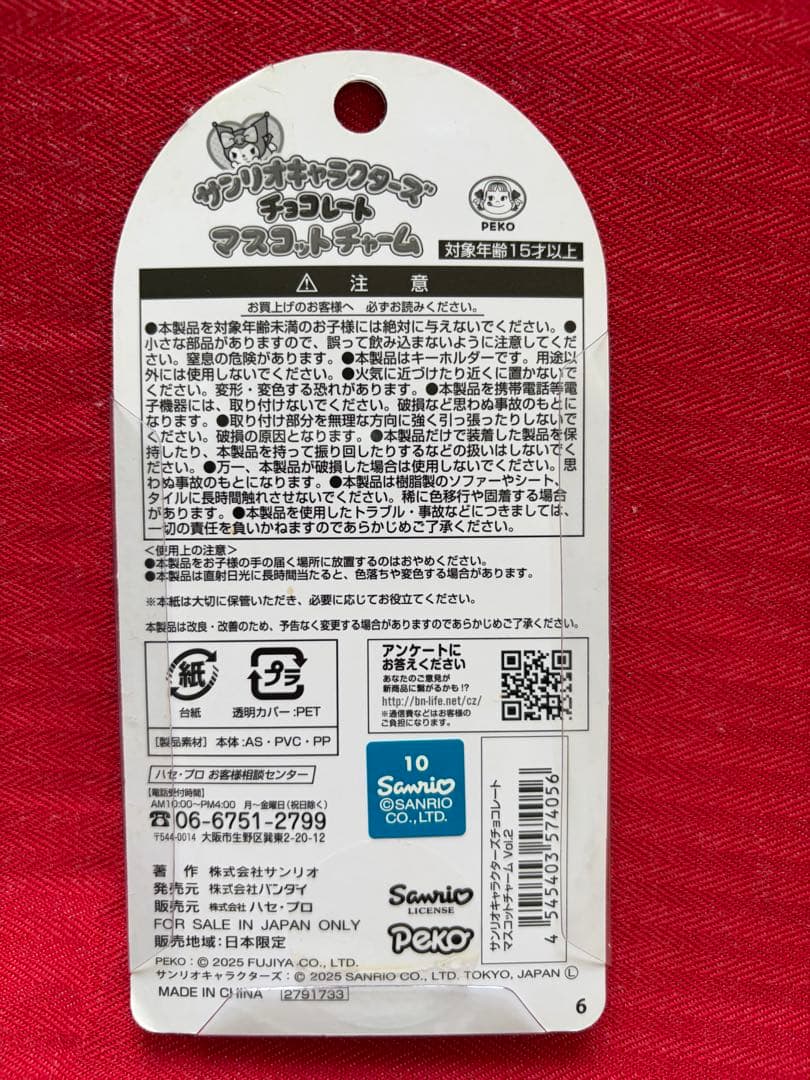 サンリオキャラクターズ
チョコレート
マスコットチャーム
PEKO
対象年齢15才以上
注 意
お買上げのお客様へ 必ずお読みください。
●本製品を対象年齢未満のお子様には絶対に与えないでください。●
小さな部品がありますので、誤って飲み込まないように注意してくだ
さい。窒息の危険があります。●本製品はキーホルダーです。用途以
外には使用しないでください。●火気に近づけたり近くに置かないで
ください。変形・変色する恐れがあります。●本製品を携帯電話等電
子機器には、取り付けないでください。破損など思わぬ事故のもとに
なります。●取り付け部分を無理な方向に強く引っ張ったりしないで
ください。破損の原因となります。●本製品だけで装着した製品を保
持したり、本製品を持って振り回したりするなどの扱いはしないでく
ださい。●万一、本製品が破損した場合は使用しないでください。思
わぬ事故のもとになります。●本製品は樹脂製のソファーやシート、
タイルに長時間触れさせないでください。稀に色移行や固着する場合
があります。●本製品を使用したトラブル・事故などにつきましては、
一切の責任を負いかねますのであらかじめご了承ください。
＜使用上の注意＞
●本製品をお子様の手の届く場所に放置するのはおやめください。
●本製品は直射日光に長時間当たると、色落ちや変色する場合があります。
※本紙は大切に保管いただき、必要に応じてお役立てください。
本製品は改良・改善のため、予告なく変更する場合がありますのであらかじめご了承ください。
紙
台紙
プラ
透明カバー:PET
[製品素材] 本体:AS・PVC・PP
アンケートに
お答えください
あなたのご意見が
新商品に繋がるかも!?
http://bn-life.net/cz/
※通信費などはお客様の
ご負担になります。
ハセ・プロ お客様相談センター
【電話受付時間】
AM10:00〜PM4:00 月〜金曜日(祝日除く)
☎06-6751-2799
〒544-0014 大阪市生野区巽東2-20-12
10
Sanrio
©SANRIO
CO., LTD.
サンリオキャラクターズチョコレート
マスコットチャーム Vol.2
4 545403 574056
著 作 株式会社サンリオ
発売元 株式会社バンダイ
販売元 株式会社 ハセ・プロ
FOR SALE IN JAPAN ONLY
販売地域:日本限定
Sanrio
LICENSE
PeKo
PEKO : © 2025 FUJIYA CO., LTD.
サンリオキャラクターズ : © 2025 SANRIO CO., LTD. TOKYO, JAPAN Ⓛ
MADE IN CHINA 2791733
6